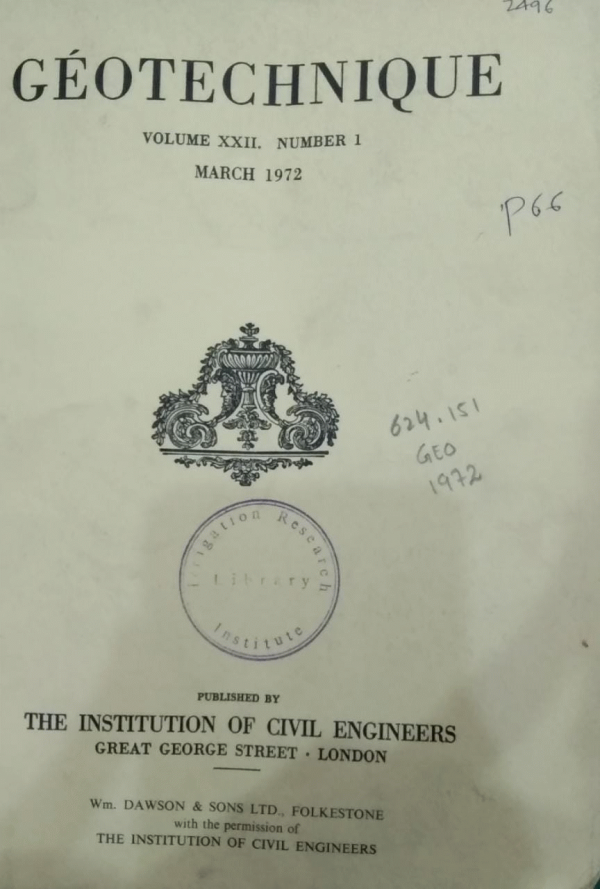 2496
GÉOTECHNIQUE
VOLUME XXII. NUMBER 1
MARCH 1972
P66
624.151
GEO
1972
Irrigation Research
Library
Institute
PUBLISHED BY
THE INSTITUTION OF CIVIL ENGINEERS
GREAT GEORGE STREET · LONDON
Wm. DAWSON & SONS LTD., FOLKESTONE
with the permission of
THE INSTITUTION OF CIVIL ENGINEERS